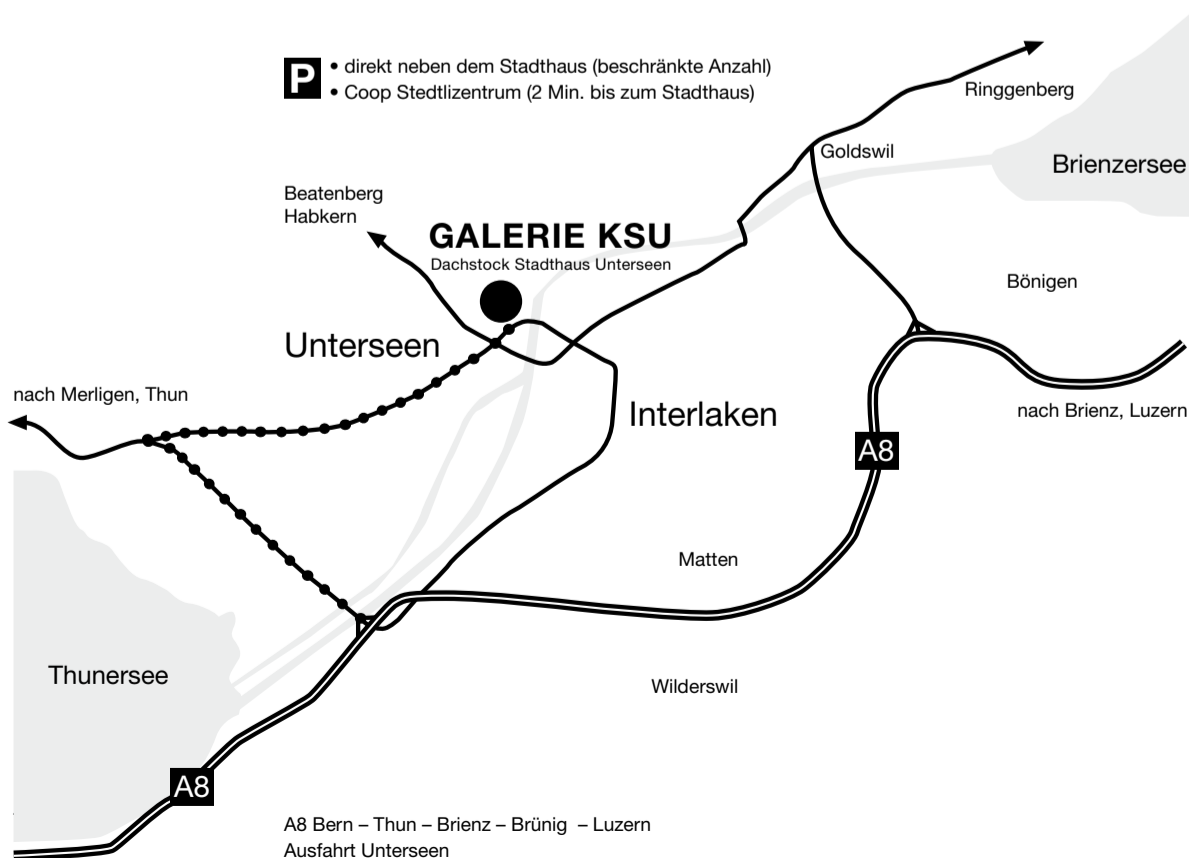 P
• direkt neben dem Stadthaus (beschränkte Anzahl)
• Coop Stedtlizentrum (2 Min. bis zum Stadthaus)
Ringgenberg
Goldswil
Brienzersee
Beatenberg
Habkern
GALERIE KSU
Dachstock Stadthaus Unterseen
Bönigen
Unterseen
nach Merligen, Thun
Interlaken
nach Brienz, Luzern
A8
Matten
Thunersee
Wilderswil
A8
A8 Bern – Thun – Brienz – Brünig – Luzern
Ausfahrt Unterseen